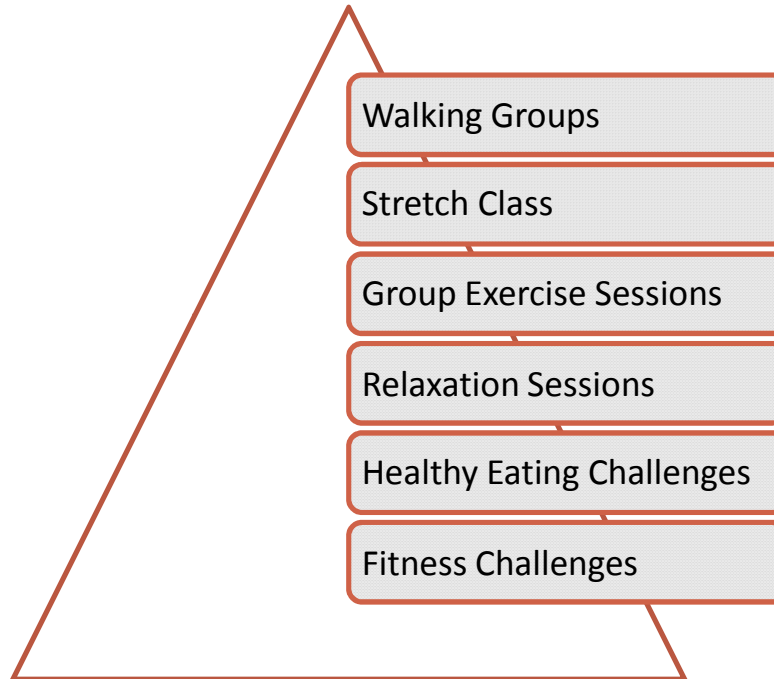 Walking Groups
Stretch Class
Group Exercise Sessions
Relaxation Sessions
Healthy Eating Challenges
Fitness Challenges